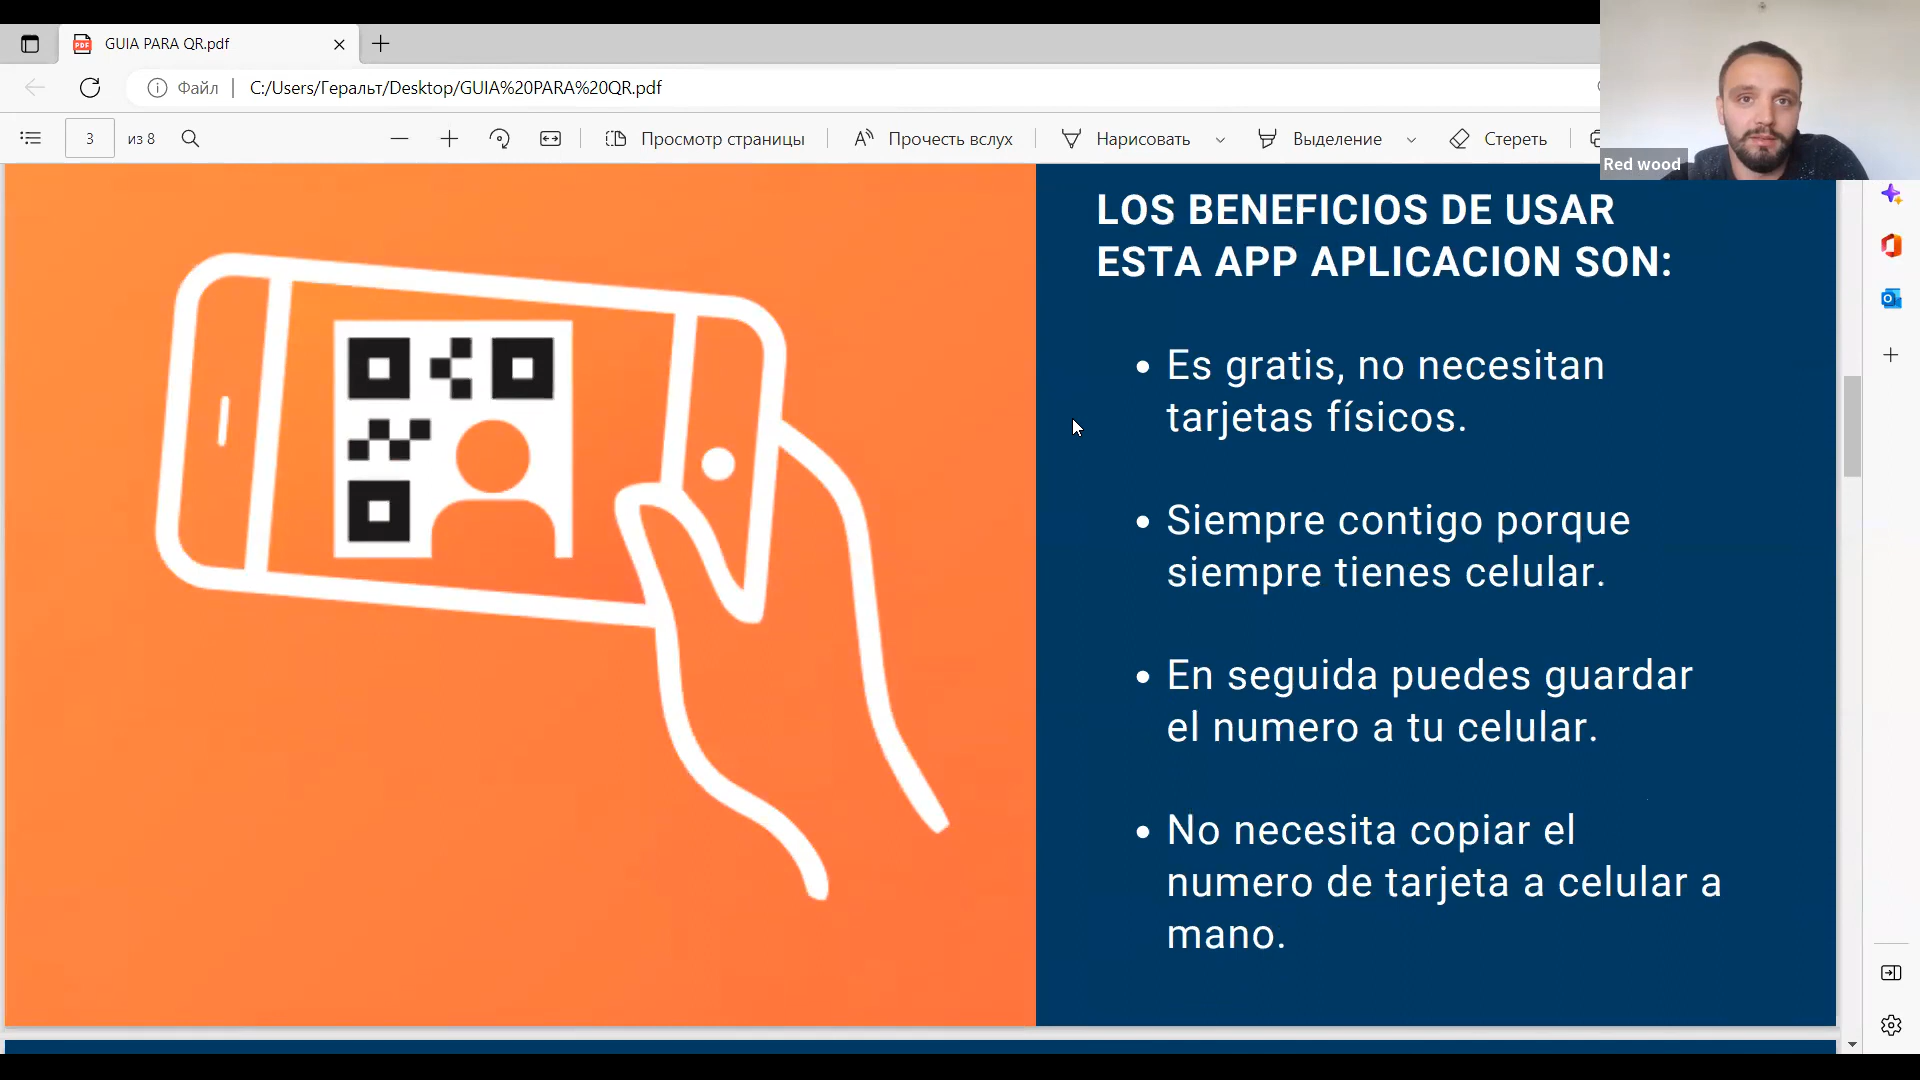 GUIA PARA QR.pdf
Файл
C:/Users/Геральт/Desktop/GUIA%20PARA%20QR.pdf
3 из 8
Просмотр страницы
Прочесть вслух
Нарисовать
Выделение
Стереть
Red wood
LOS BENEFICIOS DE USAR
ESTA APP APLICACION SON:
• Es gratis, no necesitan
tarjetas físicos.
• Siempre contigo porque
siempre tienes celular.
• En seguida puedes guardar
el numero a tu celular.
• No necesita copiar el
numero de tarjeta a celular a
mano.